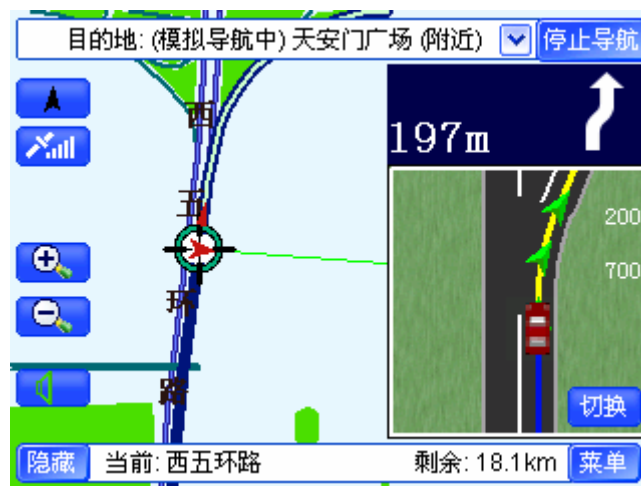 目的地: (模拟导航中) 天安门广场 (附近)
停止导航
197m
西五环路
200
700
切换
隐藏
当前: 西五环路
剩余: 18.1km
菜单